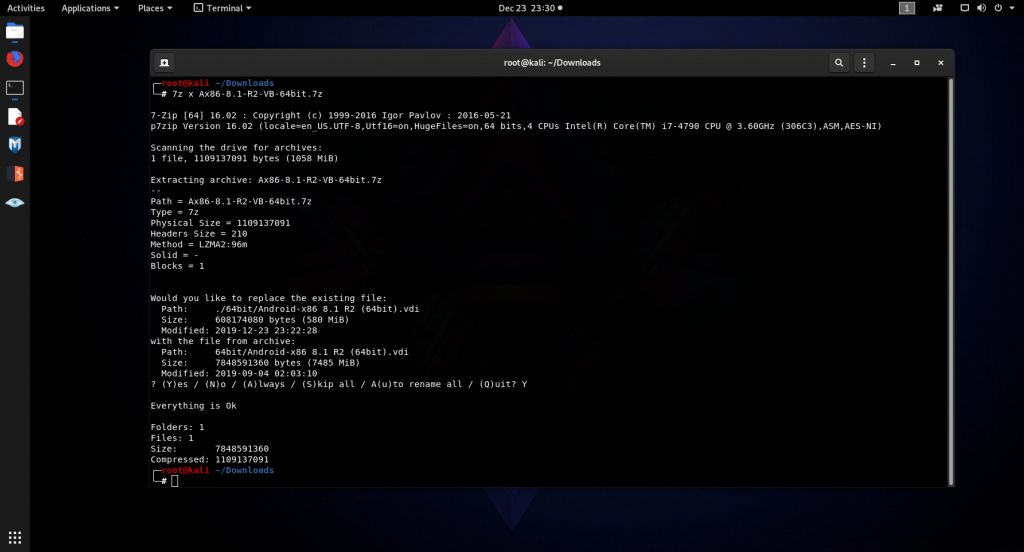 Activities Applications Places Terminal Dec 23 23:30 1
root@kali: ~/Downloads
root@kali ~/Downloads
# 7z x Ax86-8.1-R2-VB-64bit.7z
7-Zip [64] 16.02 : Copyright (c) 1999-2016 Igor Pavlov : 2016-05-21
p7zip Version 16.02 (locale=en_US.UTF-8,Utf16=on,HugeFiles=on,64 bits,4 CPUs Intel(R) Core(TM) i7-4790 CPU @ 3.60GHz (306C3),ASM,AES-NI)
Scanning the drive for archives:
1 file, 1109137091 bytes (1058 MiB)
Extracting archive: Ax86-8.1-R2-VB-64bit.7z
--
Path = Ax86-8.1-R2-VB-64bit.7z
Type = 7z
Physical Size = 1109137091
Headers Size = 210
Method = LZMA2:96m
Solid = -
Blocks = 1
Would you like to replace the existing file:
Path: ./64bit/Android-x86 8.1 R2 (64bit).vdi
Size: 608174080 bytes (580 MiB)
Modified: 2019-12-23 23:22:28
with the file from archive:
Path: 64bit/Android-x86 8.1 R2 (64bit).vdi
Size: 7848591360 bytes (7485 MiB)
Modified: 2019-09-04 02:03:10
? (Y)es / (N)o / (A)lways / (S)kip all / A(u)to rename all / (Q)uit? Y
Everything is Ok
Folders: 1
Files: 1
Size: 7848591360
Compressed: 1109137091
root@kali ~/Downloads
#